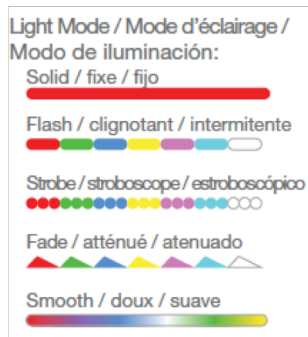 Light Mode / Mode d'éclairage /
Modo de iluminación:
Solid / fixe / fijo
Flash / clignotant / intermitente
Strobe / stroboscope / estroboscópico
Fade / atténué / atenuado
Smooth / doux / suave